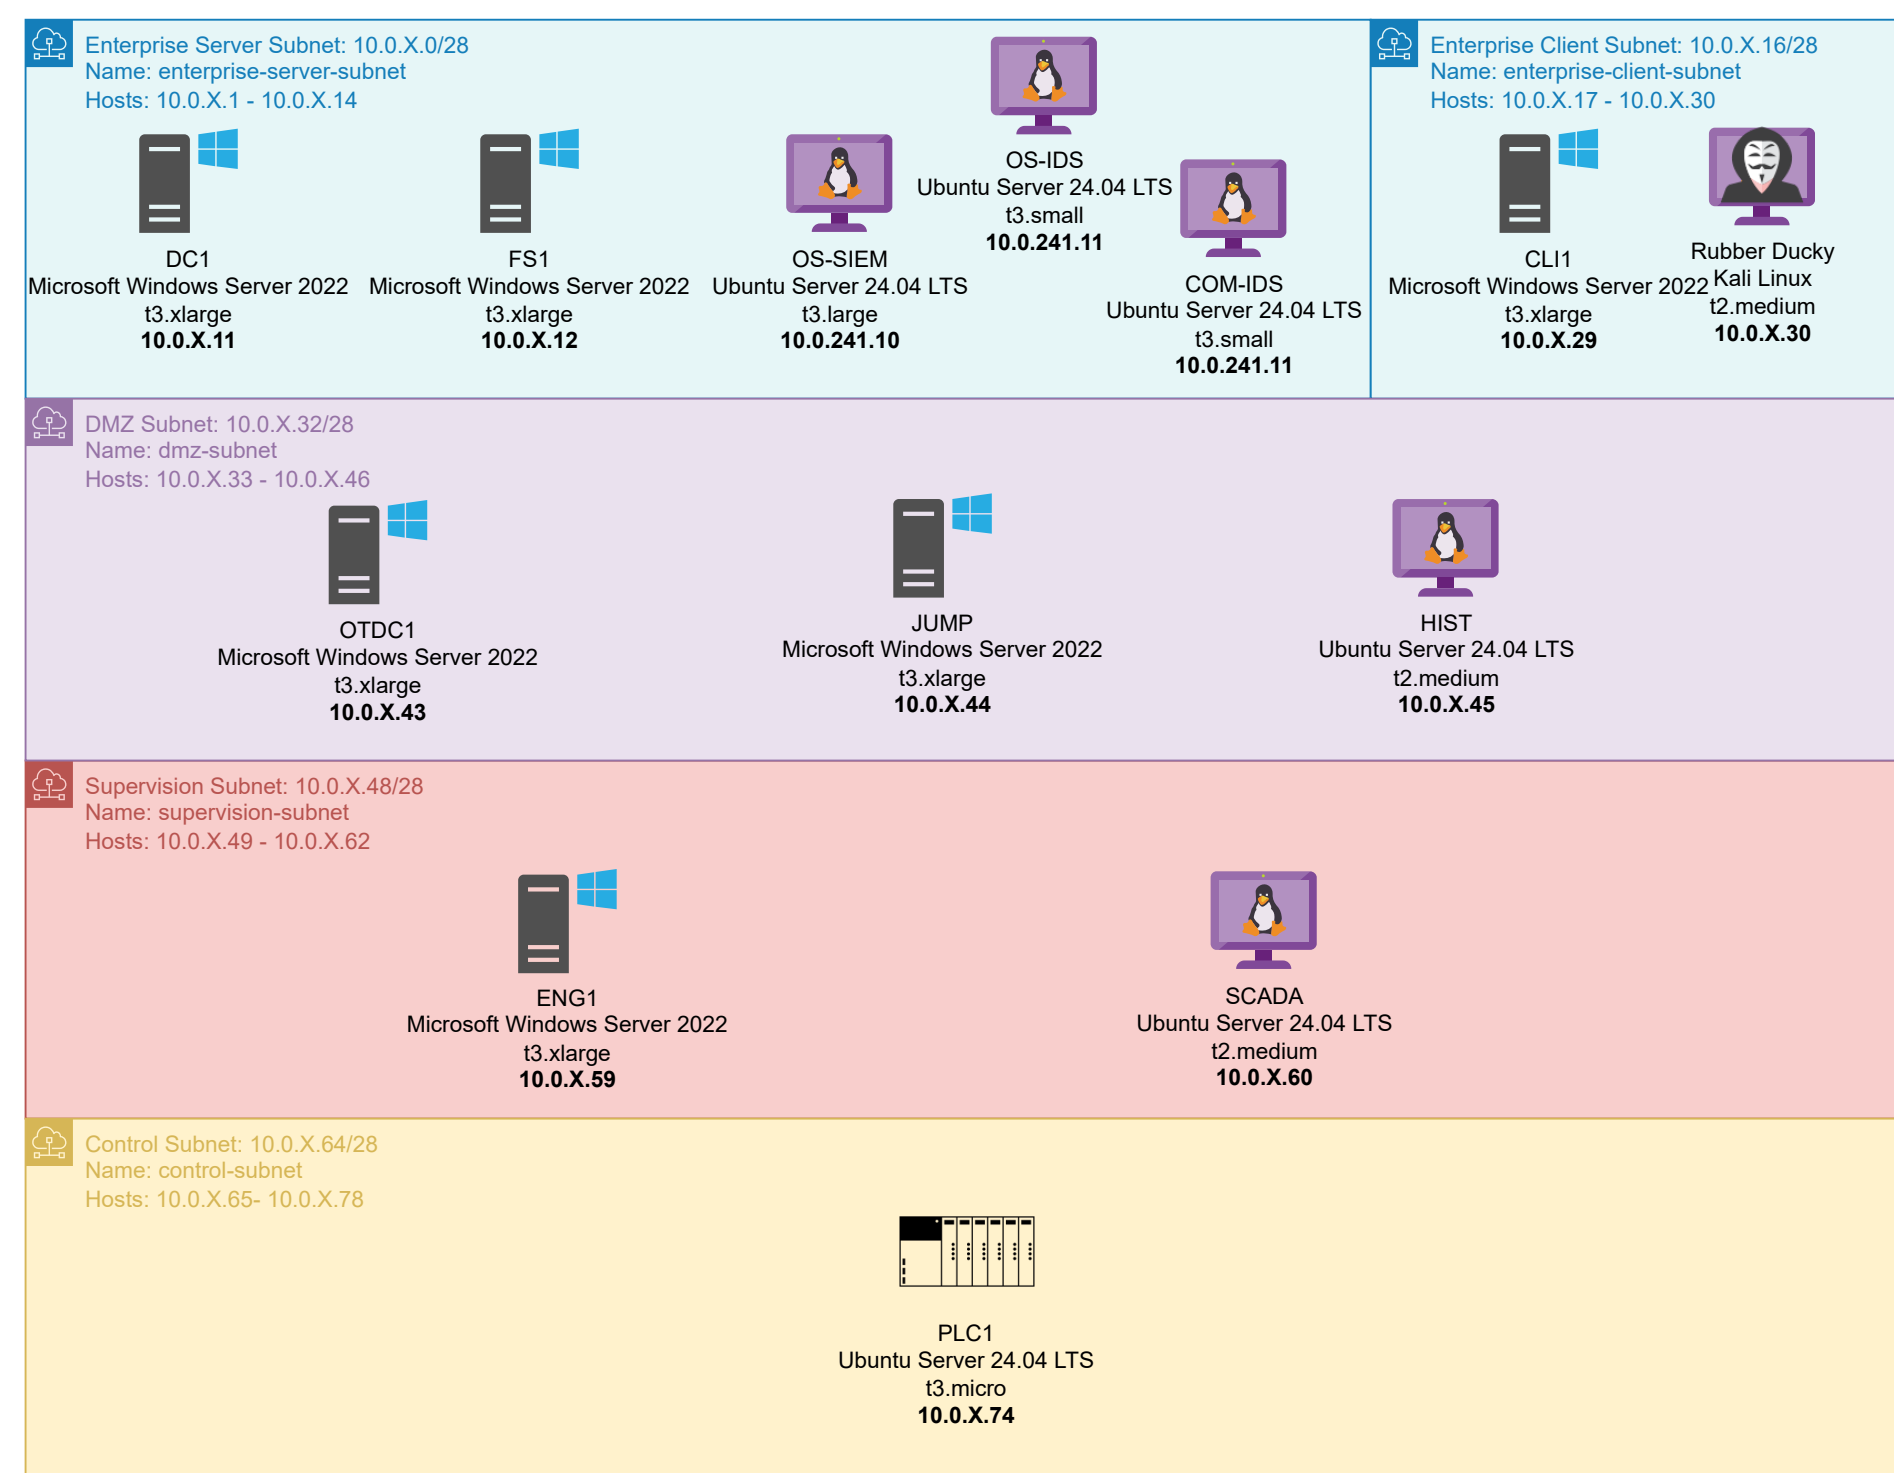 Enterprise Server Subnet: 10.0.X.0/28
Name: enterprise-server-subnet
Hosts: 10.0.X.1 - 10.0.X.14
DC1
Microsoft Windows Server 2022
t3.xlarge
10.0.X.11
FS1
Microsoft Windows Server 2022
t3.xlarge
10.0.X.12
OS-SIEM
Ubuntu Server 24.04 LTS
t3.large
10.0.241.10
OS-IDS
Ubuntu Server 24.04 LTS
t3.small
10.0.241.11
COM-IDS
Ubuntu Server 24.04 LTS
t3.small
10.0.241.11
Enterprise Client Subnet: 10.0.X.16/28
Name: enterprise-client-subnet
Hosts: 10.0.X.17 - 10.0.X.30
CLI1
Microsoft Windows Server 2022
t3.xlarge
10.0.X.29
Rubber Ducky
Kali Linux
t2.medium
10.0.X.30
DMZ Subnet: 10.0.X.32/28
Name: dmz-subnet
Hosts: 10.0.X.33 - 10.0.X.46
OTDC1
Microsoft Windows Server 2022
t3.xlarge
10.0.X.43
JUMP
Microsoft Windows Server 2022
t3.xlarge
10.0.X.44
HIST
Ubuntu Server 24.04 LTS
t2.medium
10.0.X.45
Supervision Subnet: 10.0.X.48/28
Name: supervision-subnet
Hosts: 10.0.X.49 - 10.0.X.62
ENG1
Microsoft Windows Server 2022
t3.xlarge
10.0.X.59
SCADA
Ubuntu Server 24.04 LTS
t2.medium
10.0.X.60
Control Subnet: 10.0.X.64/28
Name: control-subnet
Hosts: 10.0.X.65- 10.0.X.78
PLC1
Ubuntu Server 24.04 LTS
t3.micro
10.0.X.74